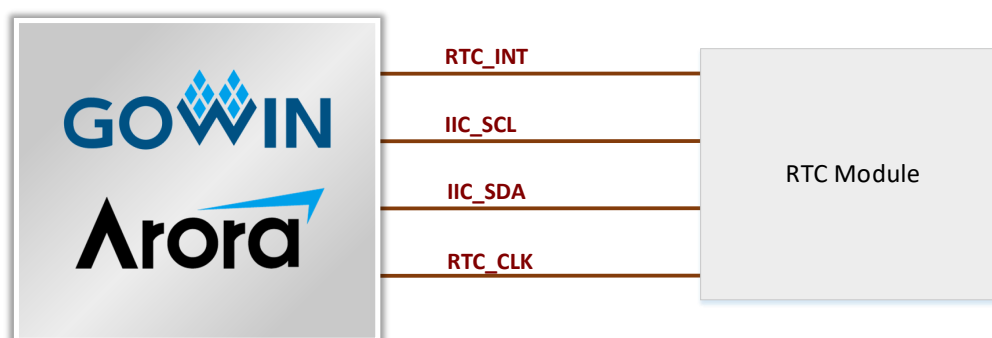 GOWIN
Arora
RTC_INT
IIC_SCL
IIC_SDA
RTC_CLK
RTC Module